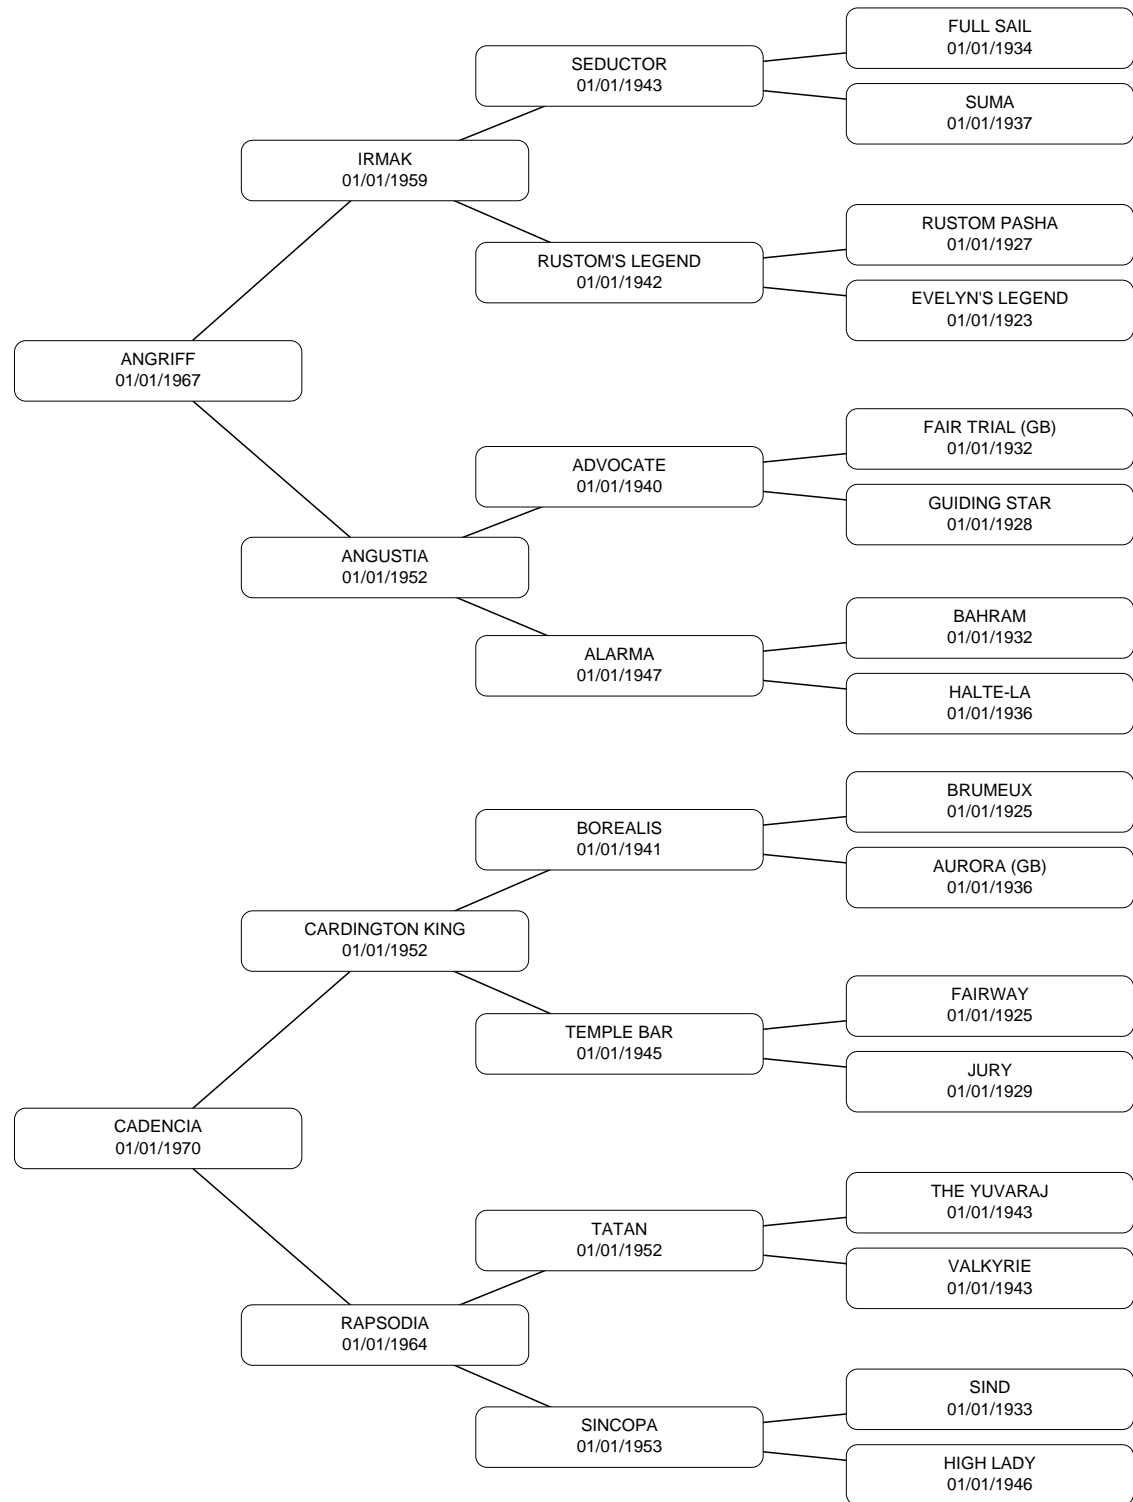 FULL SAIL
01/01/1934
SEDUCTOR
01/01/1943
SUMA
01/01/1937
IRMAK
01/01/1959
RUSTOM PASHA
01/01/1927
RUSTOM'S LEGEND
01/01/1942
EVELYN'S LEGEND
01/01/1923
ANGRIFF
01/01/1967
FAIR TRIAL (GB)
01/01/1932
ADVOCATE
01/01/1940
GUIDING STAR
01/01/1928
ANGUSTIA
01/01/1952
BAHRAM
01/01/1932
ALARMA
01/01/1947
HALTE-LA
01/01/1936
BRUMEUX
01/01/1925
BOREALIS
01/01/1941
AURORA (GB)
01/01/1936
CARDINGTON KING
01/01/1952
FAIRWAY
01/01/1925
TEMPLE BAR
01/01/1945
JURY
01/01/1929
CADENCIA
01/01/1970
THE YUVARAJ
01/01/1943
TATAN
01/01/1952
VALKYRIE
01/01/1943
RAPSODIA
01/01/1964
SIND
01/01/1933
SINCOPA
01/01/1953
HIGH LADY
01/01/1946